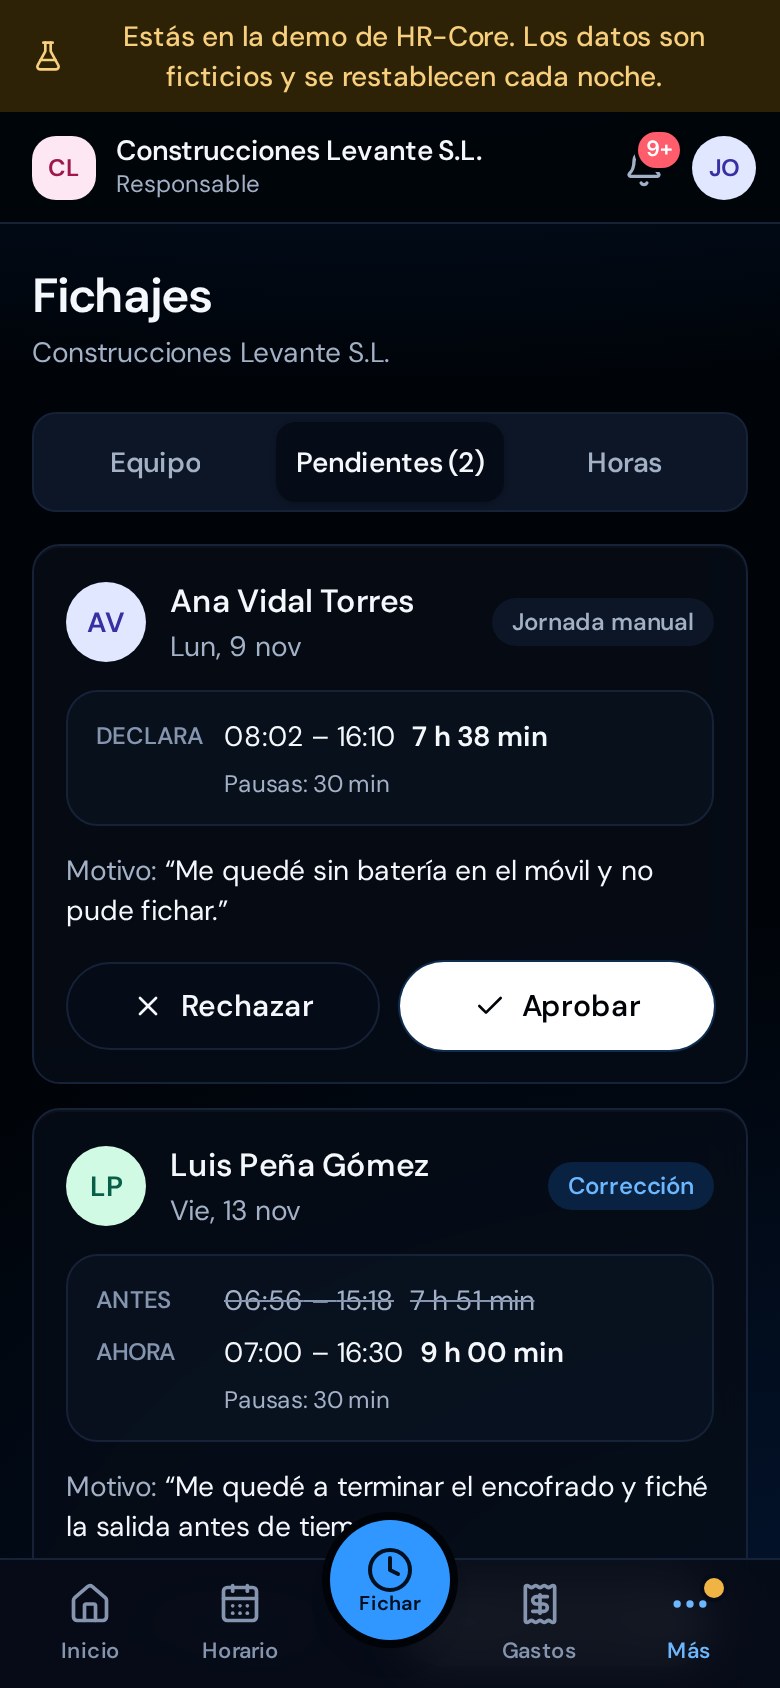 Estás en la demo de HR-Core. Los datos son
ficticios y se restablecen cada noche.
CL
Construcciones Levante S.L.
Responsable
9+
JO
Fichajes
Construcciones Levante S.L.
Equipo
Pendientes (2)
Horas
AV
Ana Vidal Torres
Lun, 9 nov
Jornada manual
DECLARA 08:02 – 16:10 7 h 38 min
Pausas: 30 min
Motivo: “Me quedé sin batería en el móvil y no
pude fichar.”
Rechazar
Aprobar
LP
Luis Peña Gómez
Vie, 13 nov
Corrección
ANTES 06:56 – 15:18 7 h 51 min
AHORA 07:00 – 16:30 9 h 00 min
Pausas: 30 min
Motivo: “Me quedé a terminar el encofrado y fiché
la salida antes de
Inicio
Horario
Fichar
Gastos
Más